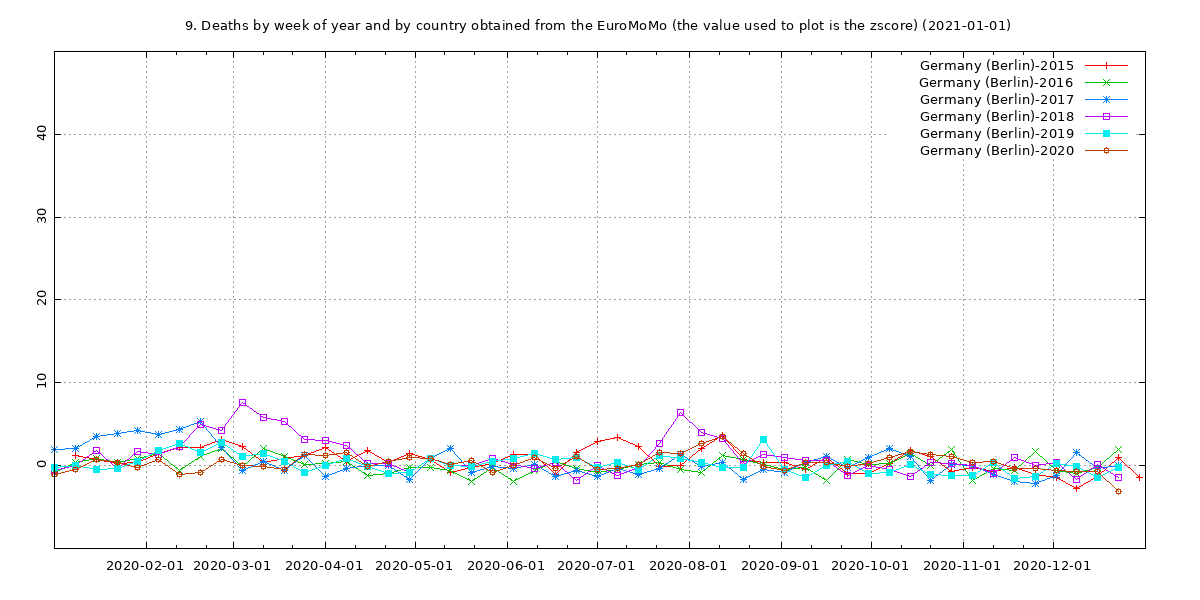 9. Deaths by week of year and by country obtained from the EuroMoMo (the value used to plot is the zscore) (2021-01-01)
Germany (Berlin)-2015
Germany (Berlin)-2016
Germany (Berlin)-2017
Germany (Berlin)-2018
Germany (Berlin)-2019
Germany (Berlin)-2020
40
30
20
10
0
2020-02-01 2020-03-01 2020-04-01 2020-05-01 2020-06-01 2020-07-01 2020-08-01 2020-09-01 2020-10-01 2020-11-01 2020-12-01